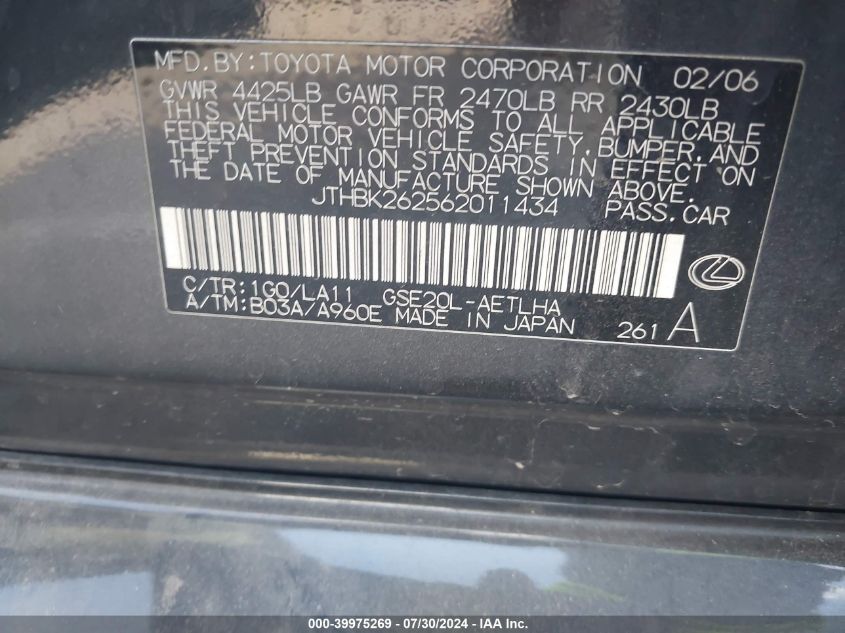 MFD.BY:TOYOTA MOTOR CORPORATION 02/06
GVWR 4425LB GAWR FR 2470LB RR 2430LB
THIS VEHICLE CONFORMS TO ALL APPLICABLE
FEDERAL MOTOR VEHICLE SAFETY, BUMPER, AND
THEFT PREVENTION STANDARDS IN EFFECT ON
THE DATE OF MANUFACTURE SHOWN ABOVE.
JTHBK262562011434 PASS.CAR
C/TR:1G0/LA11 GSE20L-AETLHA
A/TM:B03A/A960E MADE IN JAPAN 261 A
000-39975269 - 07/30/2024 - IAA Inc.